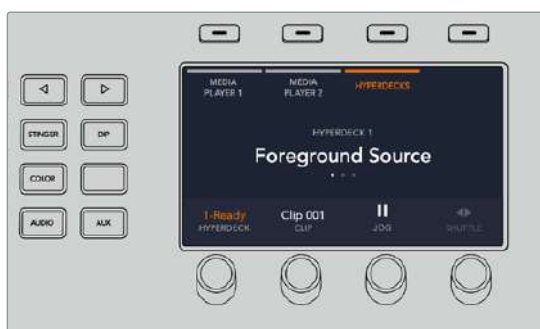 MEDIA
PLAYER 1
MEDIA
PLAYER 2
HYPERDECKS
STINGER
DIP
HYPERDECK 1
Foreground Source
COLOR
AUDIO
AUX
1-Ready
HYPERDECK
Clip 001
CLIP
JOG
SHUTTLE